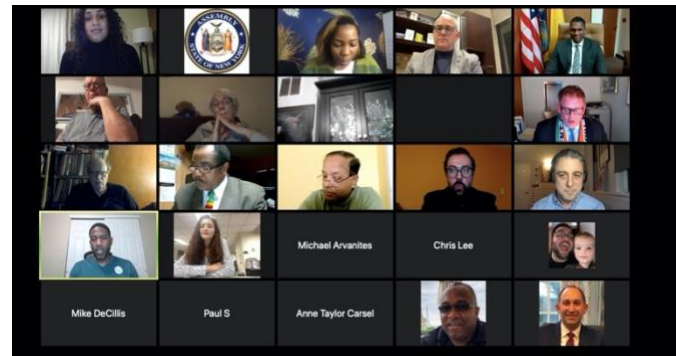 ASSEMBLY
STATE OF NEW YORK
Michael Arvanites
Chris Lee
Mike DeCillis
Paul S
Anne Taylor Carsel